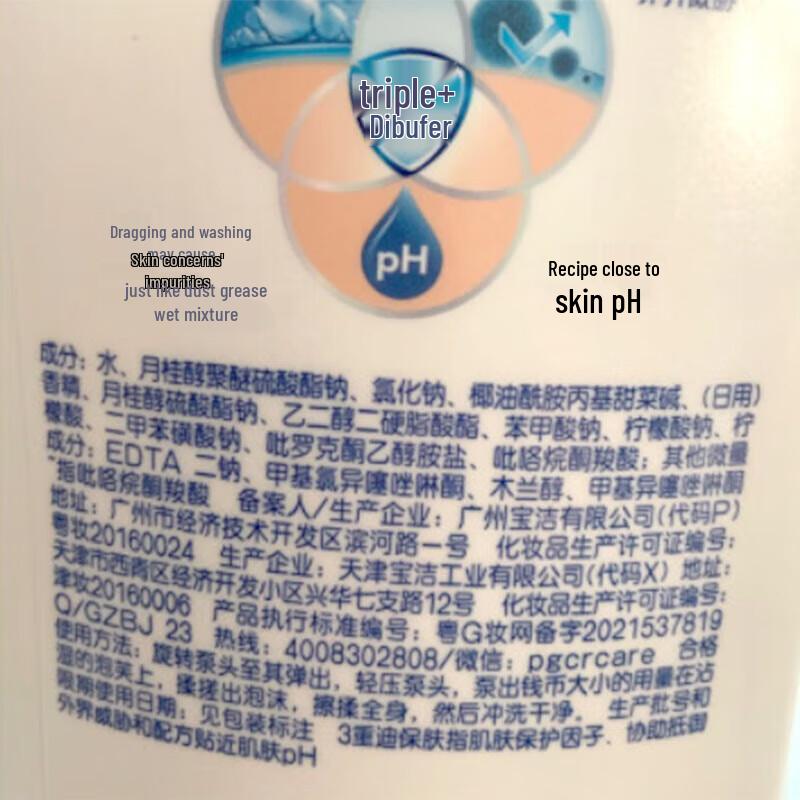 triple+
Dibufer
pH
Dragging and washing
may cause
Skin concerns'
impurities
just like dust grease
wet mixture
Recipe close to
skin pH
成分：水、月桂醇聚醚硫酸酯钠、氯化钠、椰油酰胺丙基甜菜碱、（日用）
香精、月桂醇硫酸酯钠、乙二醇二硬脂酸酯、苯甲酸钠、柠檬酸钠、柠
檬酸、二甲苯磺酸钠、吡罗克酮乙醇胺盐、吡咯烷酮羧酸；其他微量
成分：EDTA 二钠、甲基氯异噻唑啉酮、木兰醇、甲基异噻唑啉酮
*指吡咯烷酮羧酸 备案人/生产企业：广州宝洁有限公司(代码P)
地址：广州市经济技术开发区滨河路一号 化妆品生产许可证编号：
粤妆20160024 生产企业：天津宝洁工业有限公司(代码X) 地址：
天津市西青区经济开发小区兴华七支路12号 化妆品生产许可证编号：
津妆20160006 产品执行标准编号：粤G妆网备字2021537819
Q/GZBJ 23 热线：4008302808/微信：pgcrcare 合格
使用方法：旋转泵头至其弹出，轻压泵头，泵出钱币大小的用量在沾
湿的泡芙上，揉搓出泡沫，擦揉全身，然后冲洗干净。 生产批号和
限期使用日期：见包装标注 3重迪保肤指肌肤保护因子、协助抵御
外界威胁和配方贴近肌肤pH